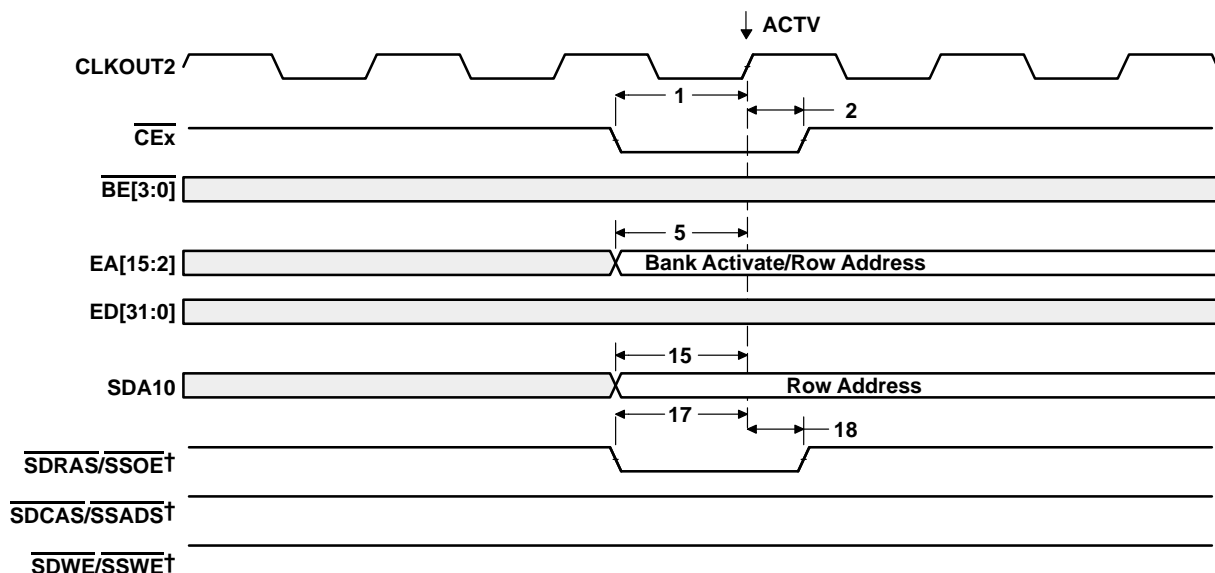 ACTV
CLKOUT2
1
2
CEx
BE[3:0]
5
EA[15:2]
Bank Activate/Row Address
ED[31:0]
15
SDA10
Row Address
17
18
SDRAS/SSOE†
SDCAS/SSADS†
SDWE/SSWE†